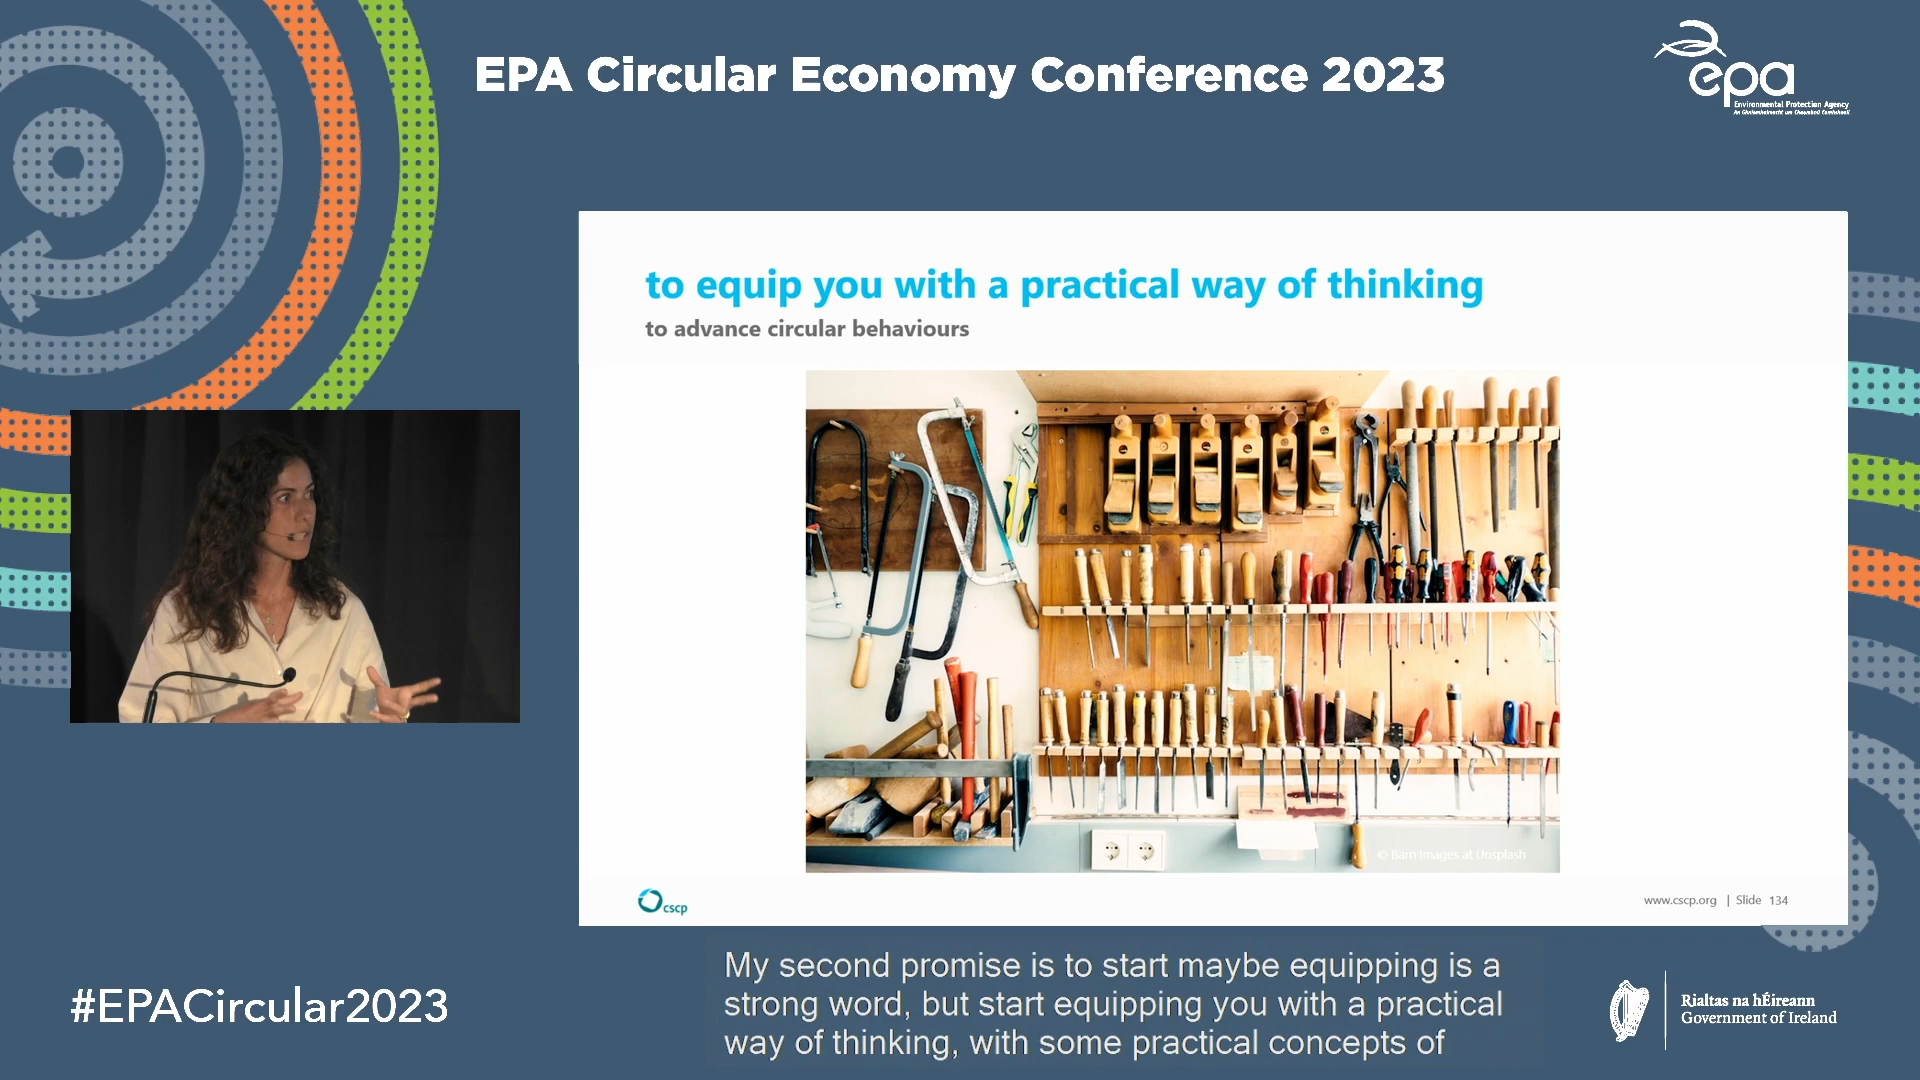 EPA Circular Economy Conference 2023
epa
Environmental Protection Agency
to equip you with a practical way of thinking
to advance circular behaviours
© Barn Images at Unsplash
cscp
www.cscp.org | Slide 134
My second promise is to start maybe equipping is a
strong word, but start equipping you with a practical
way of thinking, with some practical concepts of
#EPACircular2023
Rialtas na hÉireann
Government of Ireland